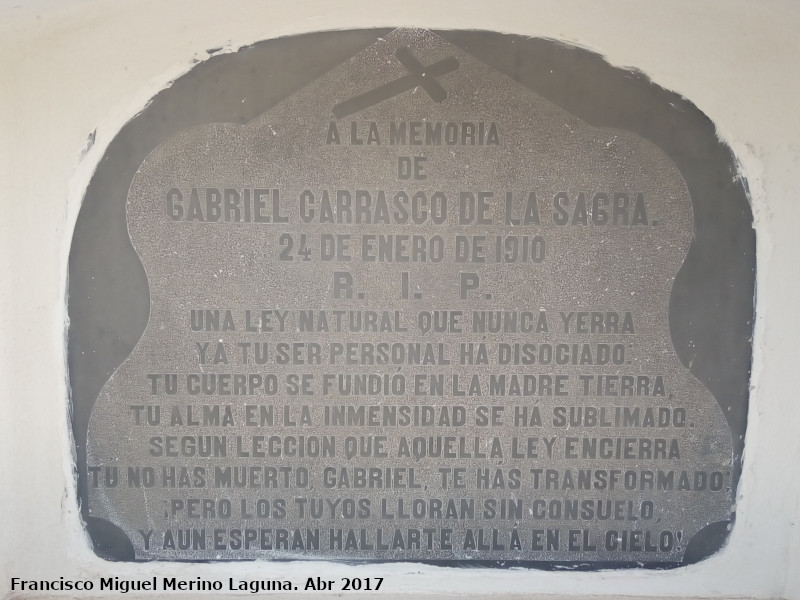 A LA MEMORIA
DE
GABRIEL CARRASCO DE LA SAGRA.
24 DE ENERO DE 1910
R. I. P.
UNA LEY NATURAL QUE NUNCA YERRA
YA TU SER PERSONAL HÁ DISOCIADO:
TU CUERPO SE FUNDIÓ EN LA MADRE TIERRA,
TU ALMA EN LA INMENSIDAD SE HÁ SUBLIMADO.
SEGUN LECCION QUE AQUELLA LEY ENCIERRA
TU NO HAS MUERTO, GABRIEL, TE HAS TRANSFORMADO;
¡PERO LOS TUYOS LLORAN SIN CONSUELO,
Y AUN ESPERAN HALLARTE ALLÁ EN EL CIELO!
Francisco Miguel Merino Laguna. Abr 2017